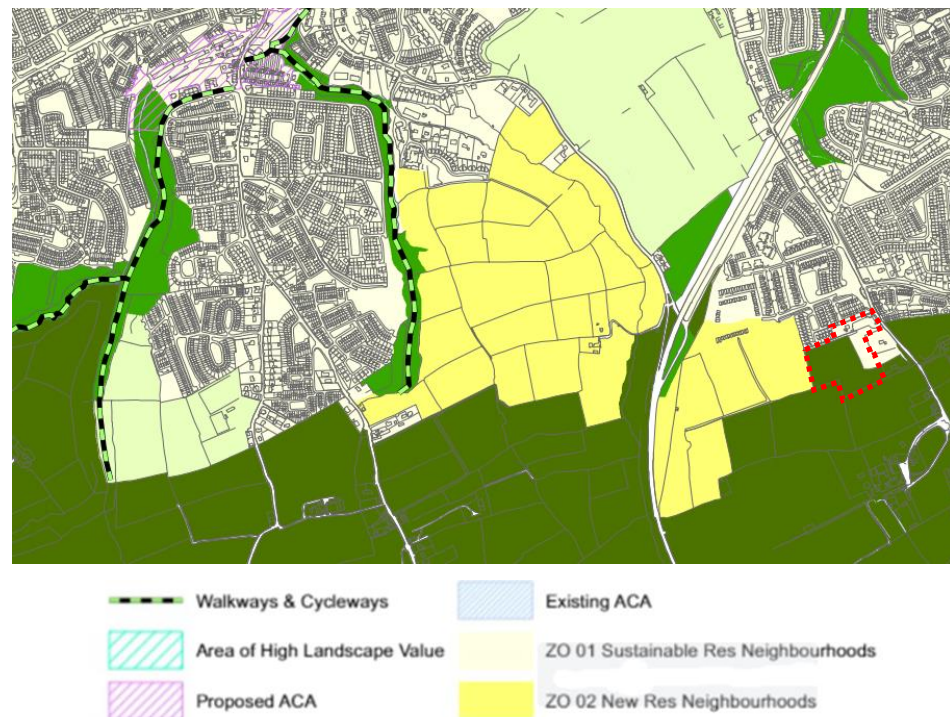 Walkways & Cycleways
Existing ACA
Area of High Landscape Value
ZO 01 Sustainable Res Neighbourhoods
Proposed ACA
ZO 02 New Res Neighbourhoods